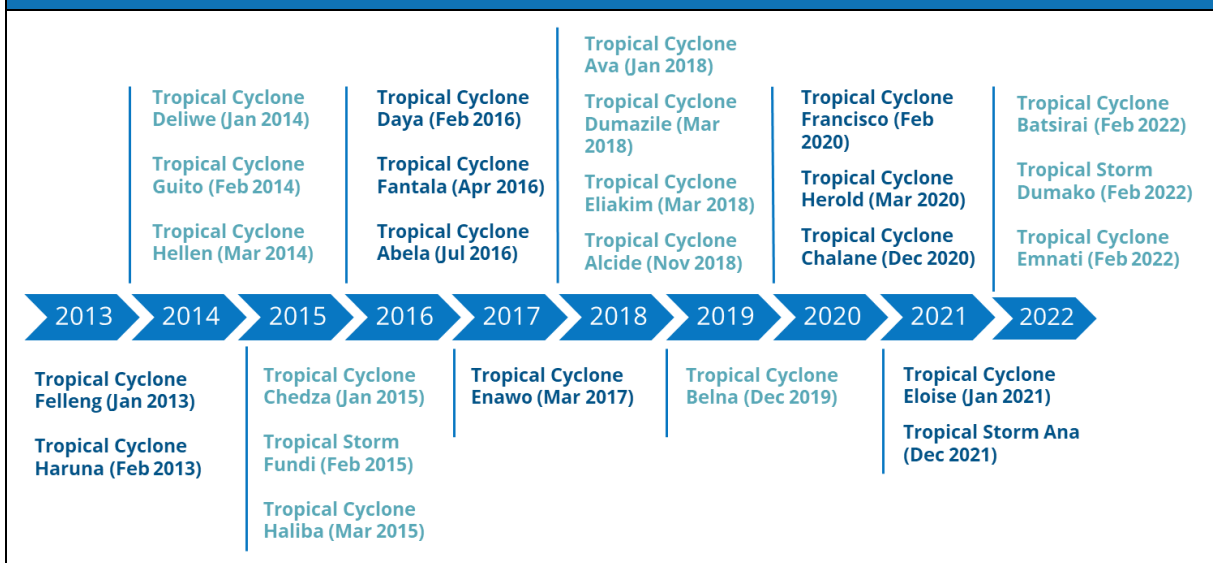 Tropical Cyclone
Ava (Jan 2018)
Tropical Cyclone
Dumazile (Mar
2018)
Tropical Cyclone
Eliakim (Mar 2018)
Tropical Cyclone
Alcide (Nov 2018)
Tropical Cyclone
Deliwe (Jan 2014)
Tropical Cyclone
Guito (Feb 2014)
Tropical Cyclone
Hellen (Mar 2014)
Tropical Cyclone
Daya (Feb 2016)
Tropical Cyclone
Fantala (Apr 2016)
Tropical Cyclone
Abela (Jul 2016)
Tropical Cyclone
Francisco (Feb
2020)
Tropical Cyclone
Herold (Mar 2020)
Tropical Cyclone
Chalane (Dec 2020)
Tropical Cyclone
Batsirai (Feb 2022)
Tropical Storm
Dumako (Feb 2022)
Tropical Cyclone
Emnati (Feb 2022)
2013 2014 2015 2016 2017 2018 2019 2020 2021 2022
Tropical Cyclone
Felleng (Jan 2013)
Tropical Cyclone
Haruna (Feb 2013)
Tropical Cyclone
Chedza (Jan 2015)
Tropical Storm
Fundi (Feb 2015)
Tropical Cyclone
Haliba (Mar 2015)
Tropical Cyclone
Enawo (Mar 2017)
Tropical Cyclone
Belna (Dec 2019)
Tropical Cyclone
Eloise (Jan 2021)
Tropical Storm Ana
(Dec 2021)